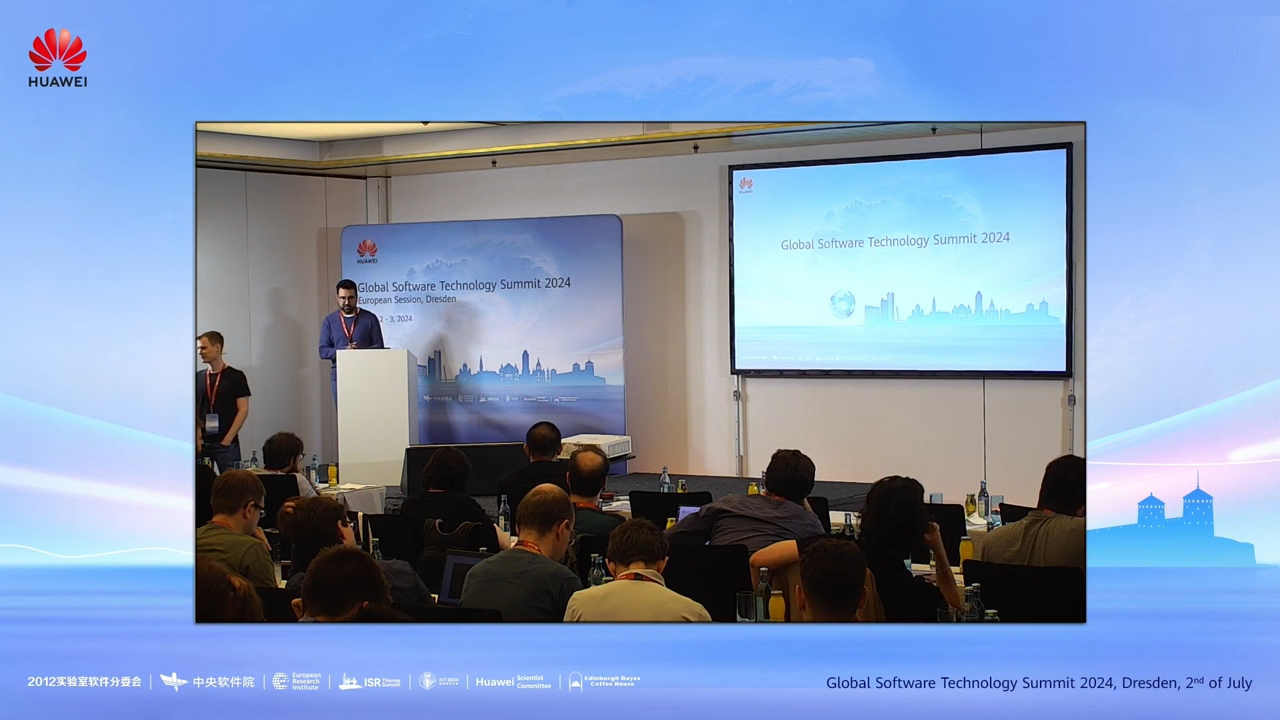 HUAWEI
HUAWEI
Global Software Technology Summit 2024
European Session, Dresden
2 - 3, 2024
HUAWEI
Global Software Technology Summit 2024
2012实验室软件分委会
中央软件院
European
Research
Institute
ISR
Huawei Scientist
Committee
Edinburgh Bayes
Coffee House
Global Software Technology Summit 2024, Dresden, 2nd of July